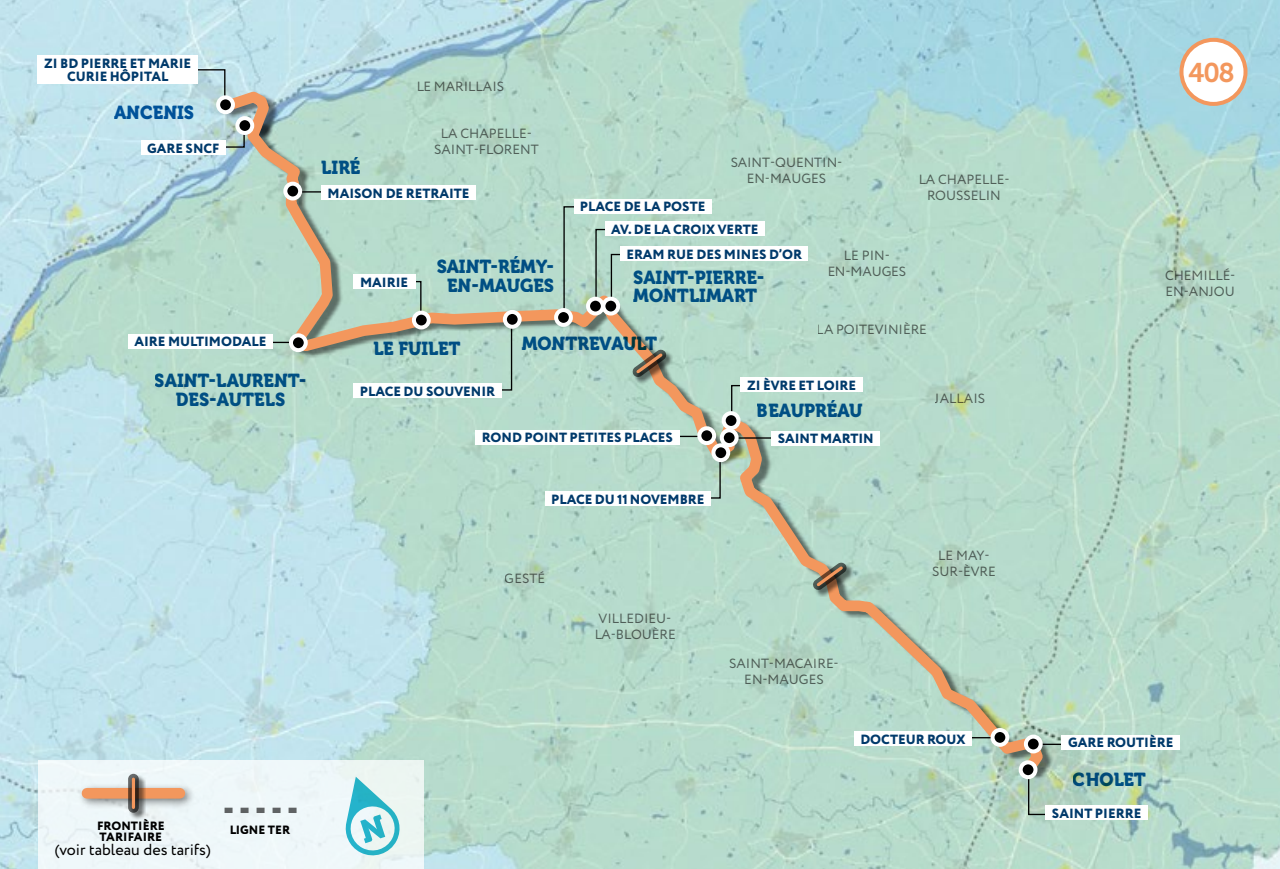 408
ZI BD PIERRE ET MARIE
CURIE HÔPITAL
ANCENIS
GARE SNCF
LE MARILLAIS
LA CHAPELLE-
SAINT-FLORENT
LIRÉ
MAISON DE RETRAITE
SAINT-QUENTIN-
EN-MAUGES
LA CHAPELLE-
ROUSSELIN
PLACE DE LA POSTE
AV. DE LA CROIX VERTE
ERAM RUE DES MINES D'OR
SAINT-RÉMY-
EN-MAUGES
SAINT-PIERRE-
MONTLIMART
LE PIN-
EN-MAUGES
CHEMILLÉ-
EN-ANJOU
MAIRIE
LA POITEVINIÈRE
AIRE MULTIMODALE
LE FUILET
MONTREVAULT
SAINT-LAURENT-
DES-AUTELS
PLACE DU SOUVENIR
ZI ÈVRE ET LOIRE
BEAUPRÉAU
JALLAIS
ROND POINT PETITES PLACES
SAINT MARTIN
PLACE DU 11 NOVEMBRE
LE MAY-
SUR-ÈVRE
GESTÉ
VILLEDIEU-
LA-BLOUÈRE
SAINT-MACAIRE-
EN-MAUGES
DOCTEUR ROUX
GARE ROUTIÈRE
CHOLET
SAINT PIERRE
FRONTIÈRE
TARIFAIRE
(voir tableau des tarifs)
LIGNE TER
N